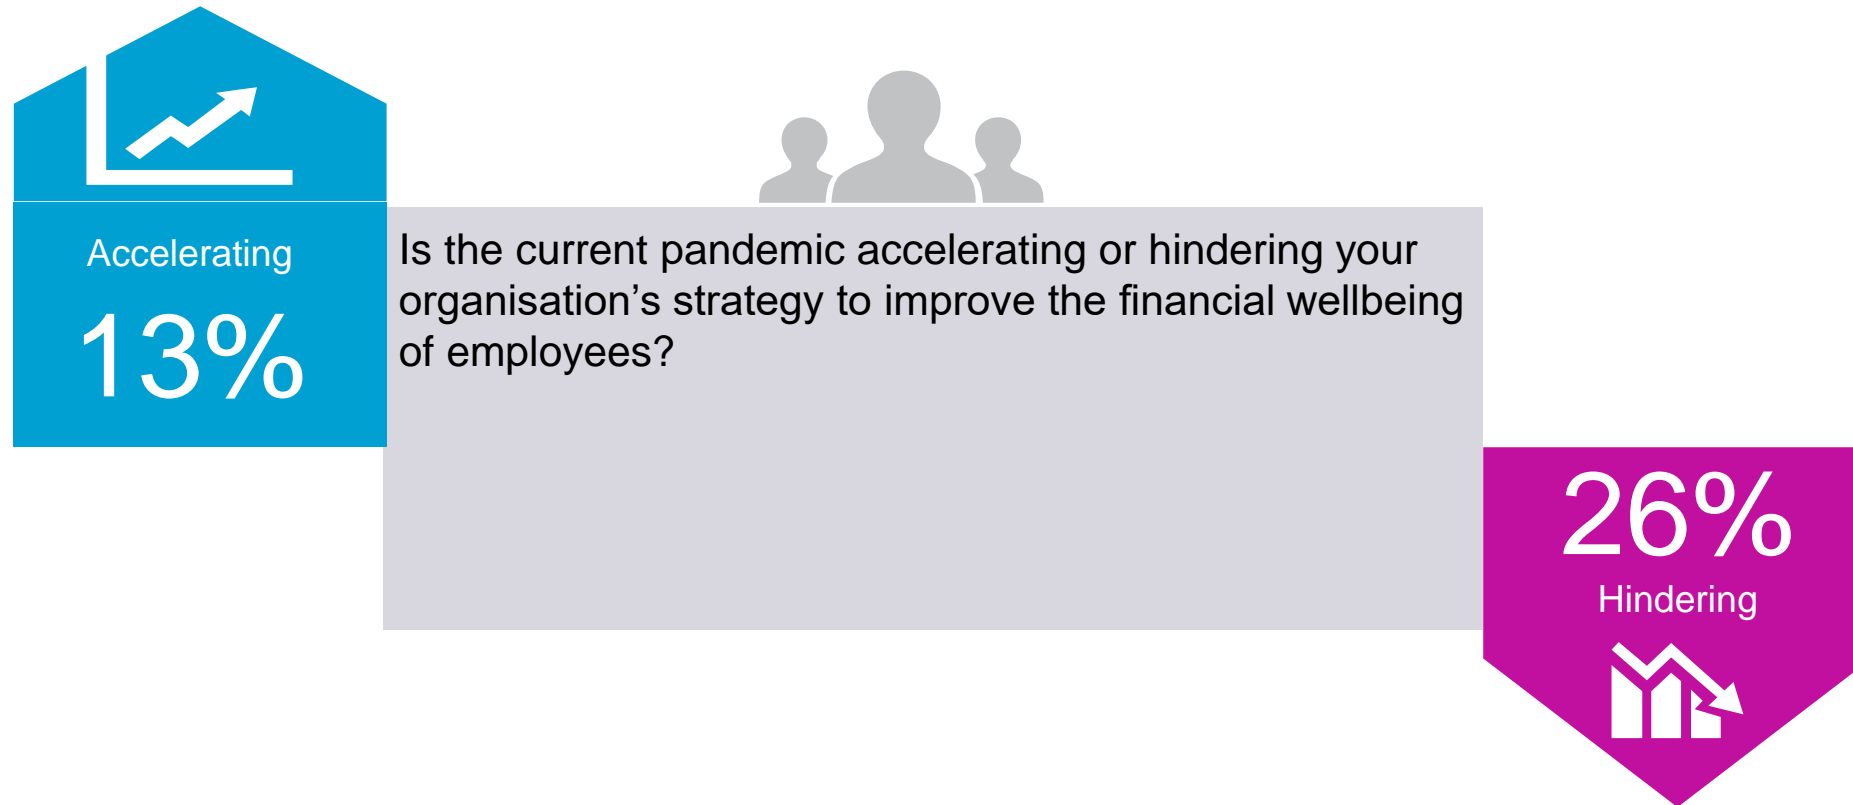 Accelerating
13%
Is the current pandemic accelerating or hindering your
organisation’s strategy to improve the financial wellbeing
of employees?
26%
Hindering